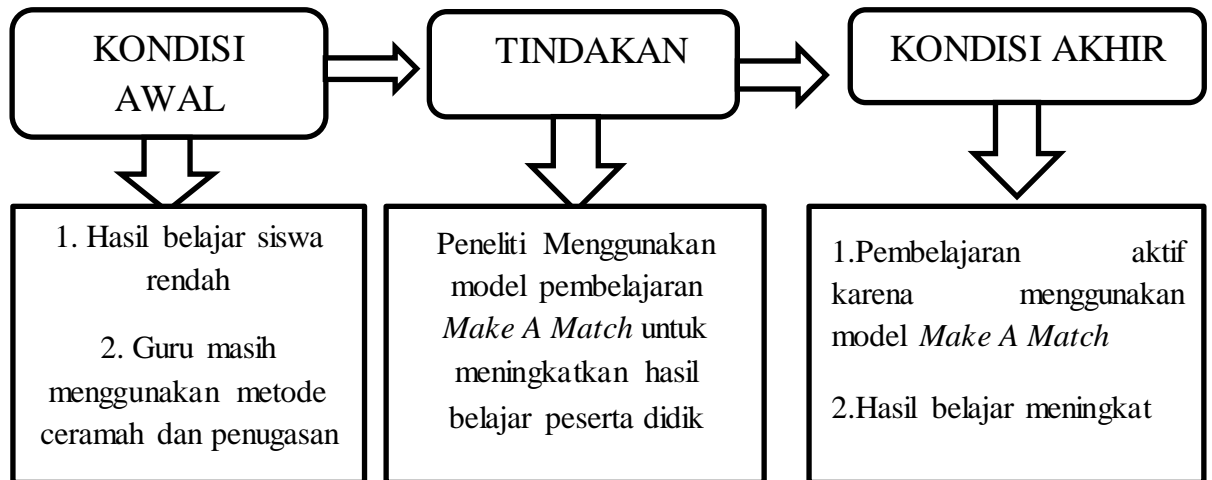 KONDISI
AWAL
TINDAKAN
KONDISI AKHIR
1. Hasil belajar siswa
rendah
2. Guru masih
menggunakan metode
ceramah dan penugasan
Peneliti Menggunakan
model pembelajaran
Make A Match untuk
meningkatkan hasil
belajar peserta didik
1.Pembelajaran aktif
karena menggunakan
model Make A Match
2.Hasil belajar meningkat